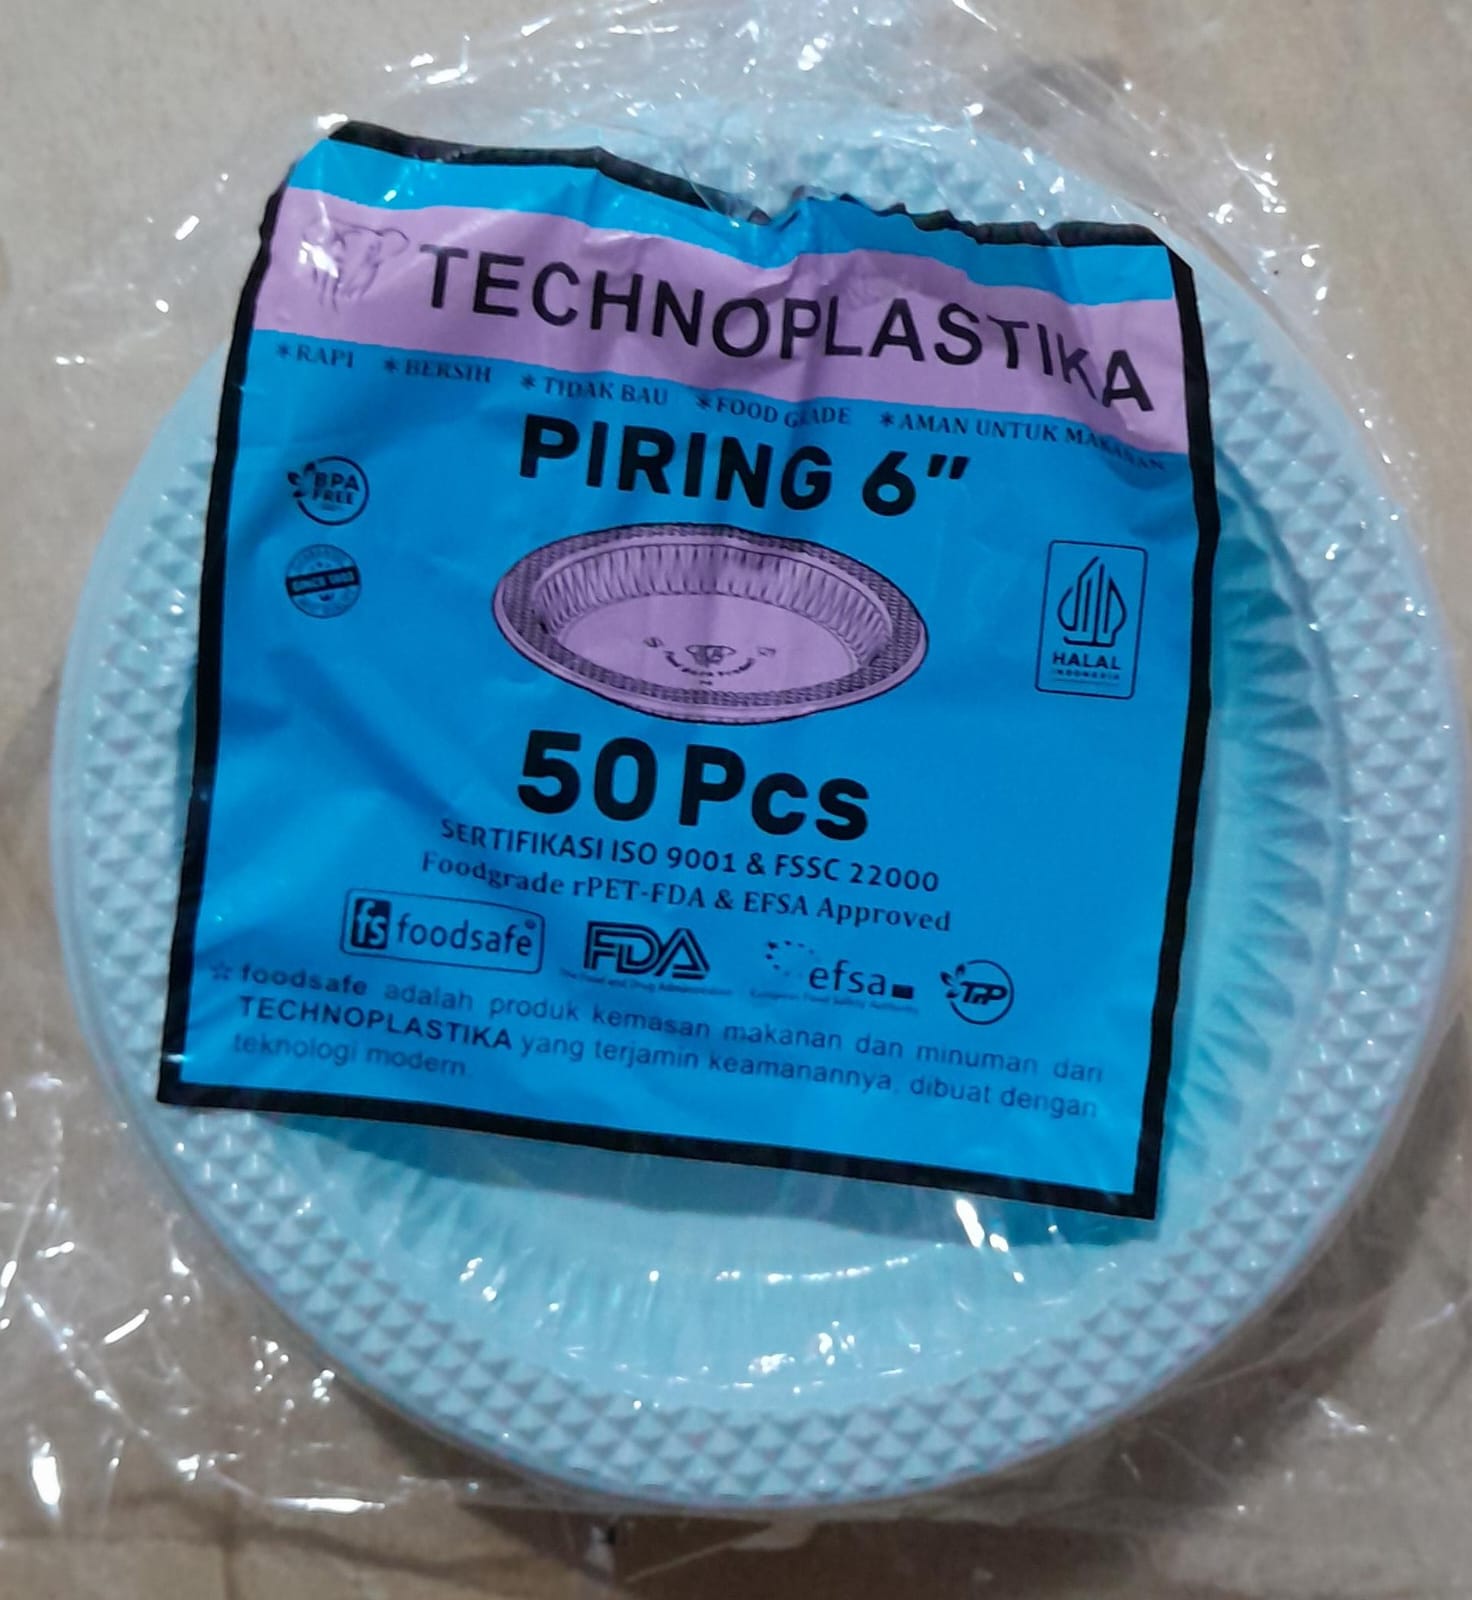 TECHNOPLASTIKA
*RAPI *BERSIH *TIDAK BAU *FOOD GRADE *AMAN UNTUK MAKANAN
PIRING 6"
BPA
FREE
SINCE
HALAL
INDONESIA
50 Pcs
SERTIFIKASI ISO 9001 & FSSC 22000
Foodgrade rPET-FDA & EFSA Approved
fs foodsafe®
FDA
efsa
TnP
☆ foodsafe adalah produk kemasan makanan dan minuman dari
TECHNOPLASTIKA yang terjamin keamanannya, dibuat dengan
teknologi modern.